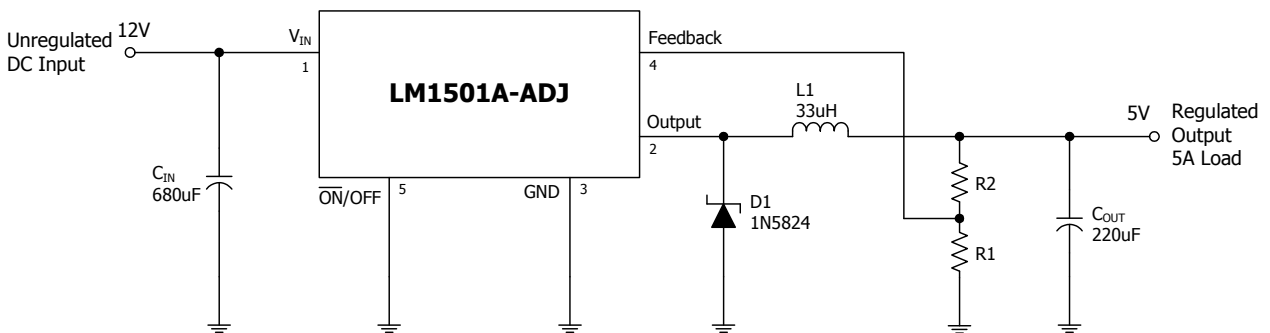 Unregulated
DC Input
12V
V_IN
1
LM1501A-ADJ
Feedback
4
Output
2
ON/OFF
5
GND
3
C_IN
680uF
D1
1N5824
L1
33uH
R2
R1
C_OUT
220uF
5V
Regulated
Output
5A Load